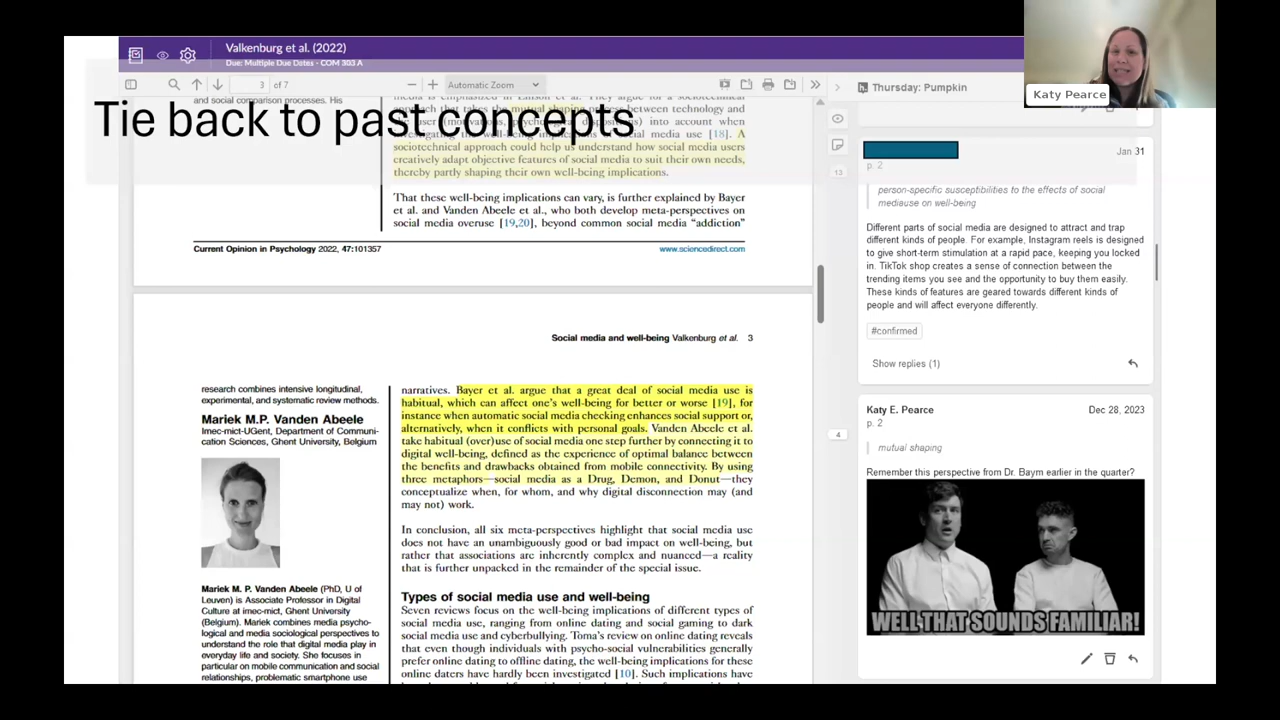 Valkenburg et al. (2022)
Due: Multiple Due Dates - COM 303 A
Katy Pearce
3 of 7
Automatic Zoom
Thursday: Pumpkin
Tie back to past concepts
and social comparison processes. His
approach that takes the mutual shaping process between technology and
into account when
social media use [18]. A
sociotechnical approach could help us understand how social media users
creatively adapt objective features of social media to suit their own needs,
thereby partly shaping their own well-being implications.
That these well-being implications can vary, is further explained by Bayer
et al. and Vanden Abeele et al., who both develop meta-perspectives on
social media overuse [19,20], beyond common social media “addiction”
Current Opinion in Psychology 2022, 47:101357
www.sciencedirect.com
Social media and well-being Valkenburg et al. 3
research combines intensive longitudinal,
experimental, and systematic review methods.
Mariek M.P. Vanden Abeele
Imec-mict-UGent, Department of Communi-
cation Sciences, Ghent University, Belgium
Mariek M. P. Vanden Abeele (PhD, U of
Leuven) is Associate Professor in Digital
Culture at imec-mict, Ghent University
(Belgium). Mariek combines media psycho-
logical and media sociological perspectives to
understand the role that digital media play in
everyday life and society. She focuses in
particular on mobile communication and social
relationships, problematic smartphone use
narratives. Bayer et al. argue that a great deal of social media use is
habitual, which can affect one’s well-being for better or worse [19], for
instance when automatic social media checking enhances social support or,
alternatively, when it conflicts with personal goals. Vanden Abeele et al.
take habitual (over)use of social media one step further by connecting it to
digital well-being, defined as the experience of optimal balance between
the benefits and drawbacks obtained from mobile connectivity. By using
three metaphors—social media as a Drug, Demon, and Donut—they
conceptualize when, for whom, and why digital disconnection may (and
may not) work.
In conclusion, all six meta-perspectives highlight that social media use
does not have an unambiguously good or bad impact on well-being, but
rather that associations are inherently complex and nuanced—a reality
that is further unpacked in the remainder of the special issue.
Types of social media use and well-being
Seven reviews focus on the well-being implications of different types of
social media use, ranging from online dating and social gaming to dark
social media use and cyberbullying. Toma’s review on online dating reveals
that even though individuals with psycho-social vulnerabilities generally
prefer online dating to offline dating, the well-being implications for these
online daters have hardly been investigated [10]. Such implications have
13
4
Jan 31
p. 2
person-specific susceptibilities to the effects of social
mediause on well-being
Different parts of social media are designed to attract and trap
different kinds of people. For example, Instagram reels is designed
to give short-term stimulation at a rapid pace, keeping you locked
in. TikTok shop creates a sense of connection between the
trending items you see and the opportunity to buy them easily.
These kinds of features are geared towards different kinds of
people and will affect everyone differently.
#confirmed
Show replies (1)
Katy E. Pearce
Dec 28, 2023
p. 2
mutual shaping
Remember this perspective from Dr. Baym earlier in the quarter?
WELL THAT SOUNDS FAMILIAR!